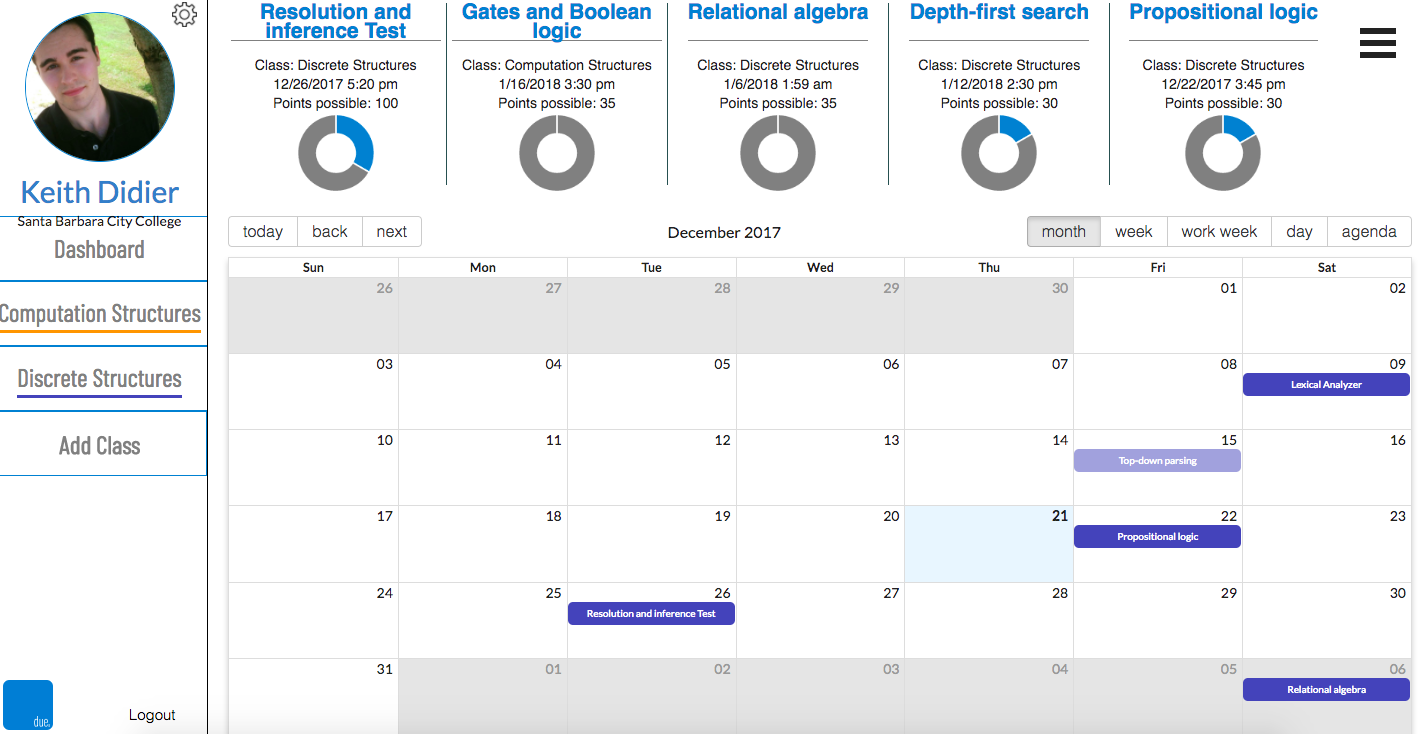 Resolution and
inference Test
Class: Discrete Structures
12/26/2017 5:20 pm
Points possible: 100
Gates and Boolean
logic
Class: Computation Structures
1/16/2018 3:30 pm
Points possible: 35
Relational algebra
Class: Discrete Structures
1/6/2018 1:59 am
Points possible: 35
Depth-first search
Class: Discrete Structures
1/12/2018 2:30 pm
Points possible: 30
Propositional logic
Class: Discrete Structures
12/22/2017 3:45 pm
Points possible: 30
Keith Didier
Santa Barbara City College
Dashboard
Computation Structures
Discrete Structures
Add Class
due.
Logout
today back next
December 2017
month week work week day agenda
Sun Mon Tue Wed Thu Fri Sat
26 27 28 29 30 01 02
03 04 05 06 07 08 09
Lexical Analyzer
10 11 12 13 14 15 16
Top-down parsing
17 18 19 20 21 22 23
Propositional logic
24 25 26 27 28 29 30
Resolution and inference Test
31 01 02 03 04 05 06
Relational algebra